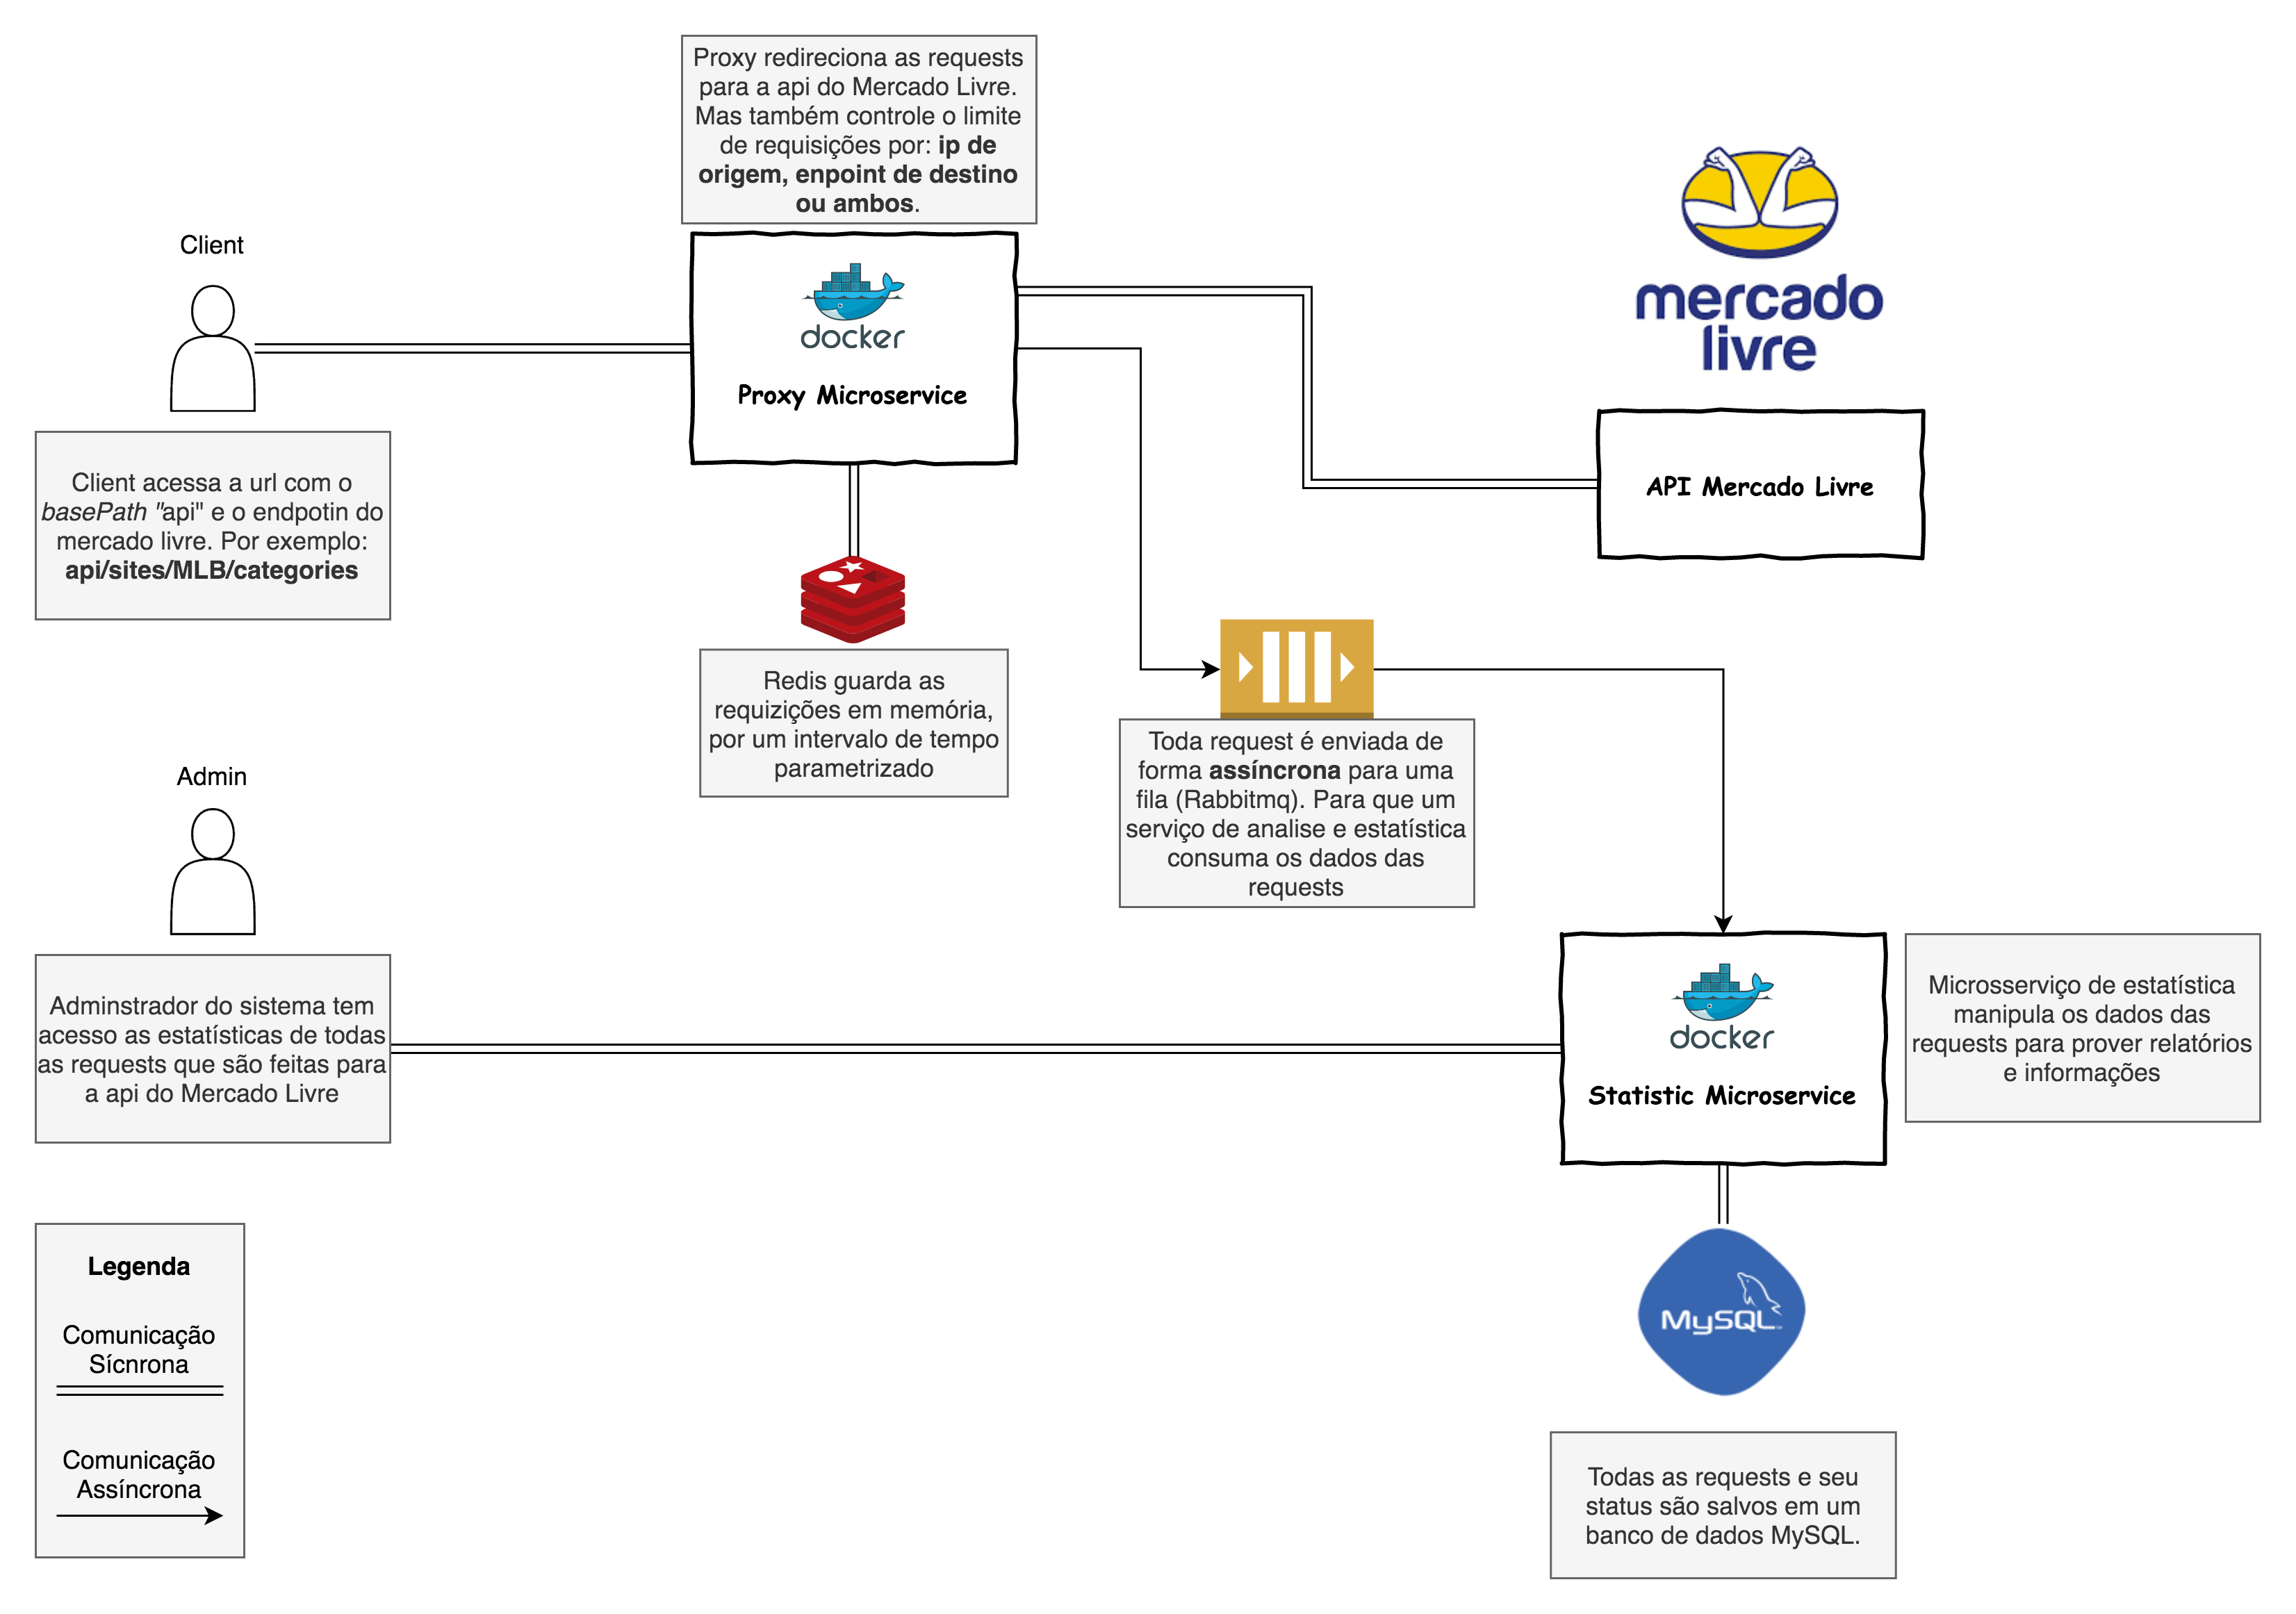 Proxy redireciona as requests
para a api do Mercado Livre.
Mas também controle o limite
de requisições por: ip de
origem, enpoint de destino
ou ambos.
Client
docker
Proxy Microservice
mercado
livre
API Mercado Livre
Client acessa a url com o
basePath "api" e o endpotin do
mercado livre. Por exemplo:
api/sites/MLB/categories
Redis guarda as
requizições em memória,
por um intervalo de tempo
parametrizado
Toda request é enviada de
forma assíncrona para uma
fila (Rabbitmq). Para que um
serviço de analise e estatística
consuma os dados das
requests
Admin
Adminstrador do sistema tem
acesso as estatísticas de todas
as requests que são feitas para
a api do Mercado Livre
docker
Statistic Microservice
Microsserviço de estatística
manipula os dados das
requests para prover relatórios
e informações
Legenda
Comunicação
Sícnrona
Comunicação
Assíncrona
MySQL
Todas as requests e seu
status são salvos em um
banco de dados MySQL.